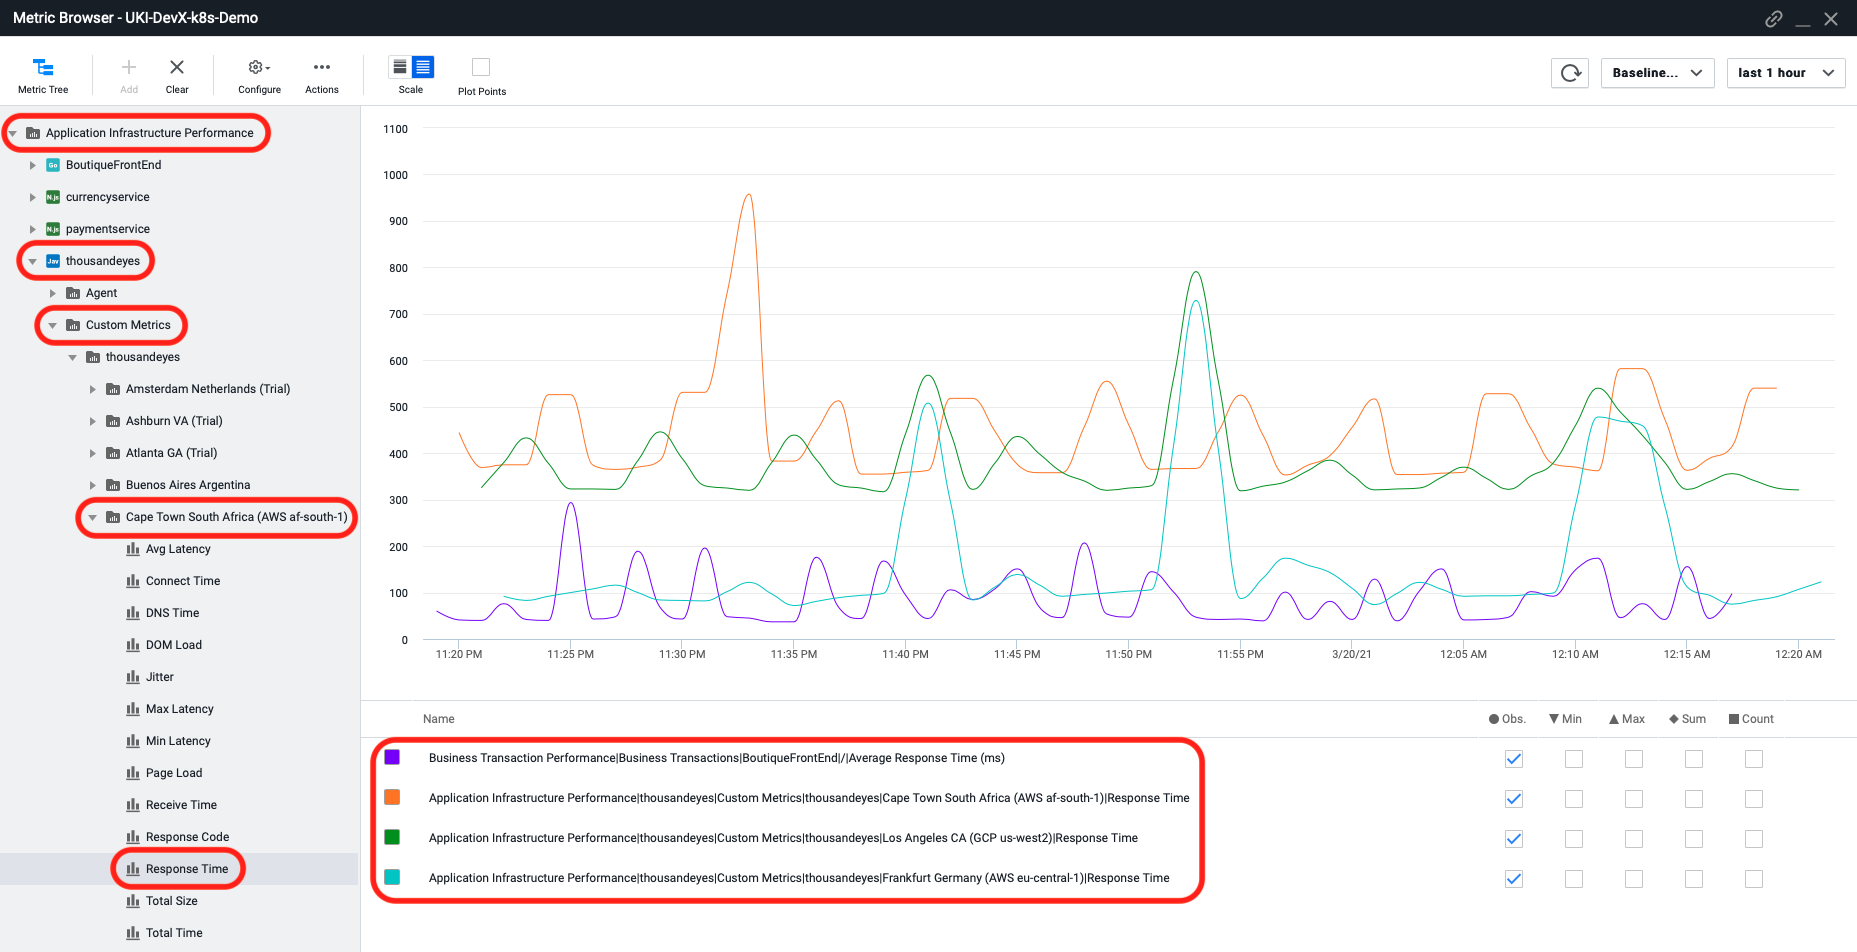 Metric Browser - UKI-DevX-k8s-Demo
Metric Tree
Add
Clear
Configure
Actions
Scale
Plot Points
Baseline...
last 1 hour
Application Infrastructure Performance
Go
BoutiqueFrontEnd
N.js
currencyservice
N.js
paymentservice
Jav
thousandeyes
Agent
Custom Metrics
thousandeyes
Amsterdam Netherlands (Trial)
Ashburn VA (Trial)
Atlanta GA (Trial)
Buenos Aires Argentina
Cape Town South Africa (AWS af-south-1)
Avg Latency
Connect Time
DNS Time
DOM Load
Jitter
Max Latency
Min Latency
Page Load
Receive Time
Response Code
Response Time
Total Size
Total Time
1100
1000
900
800
700
600
500
400
300
200
100
0
11:20 PM 11:25 PM 11:30 PM 11:35 PM 11:40 PM 11:45 PM 11:50 PM 11:55 PM 3/20/21 12:05 AM 12:10 AM 12:15 AM 12:20 AM
Name Obs. Min Max Sum Count
Business Transaction Performance|Business Transactions|BoutiqueFrontEnd|/|Average Response Time (ms)
Application Infrastructure Performance|thousandeyes|Custom Metrics|thousandeyes|Cape Town South Africa (AWS af-south-1)|Response Time
Application Infrastructure Performance|thousandeyes|Custom Metrics|thousandeyes|Los Angeles CA (GCP us-west2)|Response Time
Application Infrastructure Performance|thousandeyes|Custom Metrics|thousandeyes|Frankfurt Germany (AWS eu-central-1)|Response Time